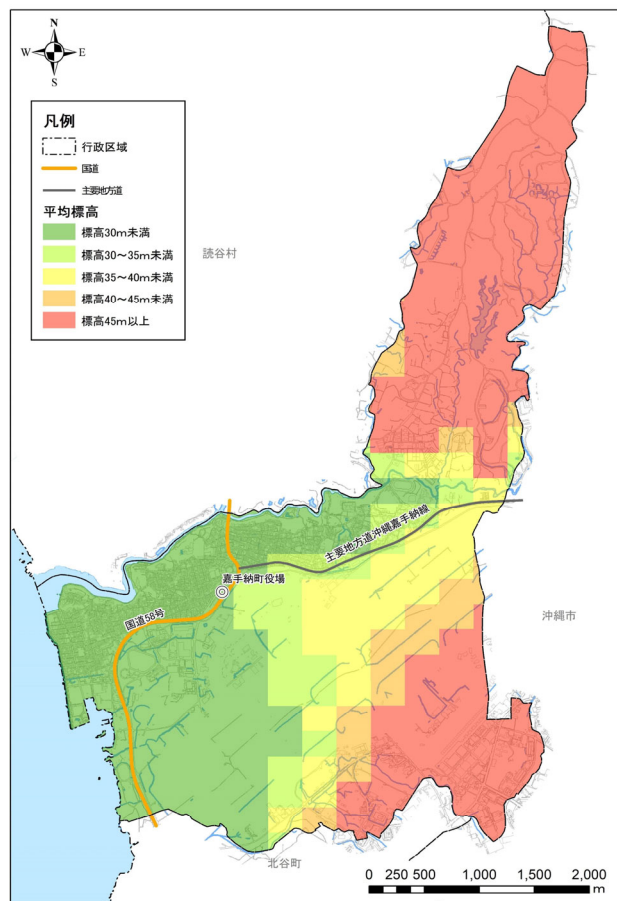 N
W
E
S
凡例
行政区域
国道
主要地方道
平均標高
標高30m未満
標高30～35m未満
標高35～40m未満
標高40～45m未満
標高45m以上
読谷村
主要地方道沖縄嘉手納線
嘉手納町役場
国道58号
沖縄市
北谷町
0 250 500 1,000 1,500 2,000
m